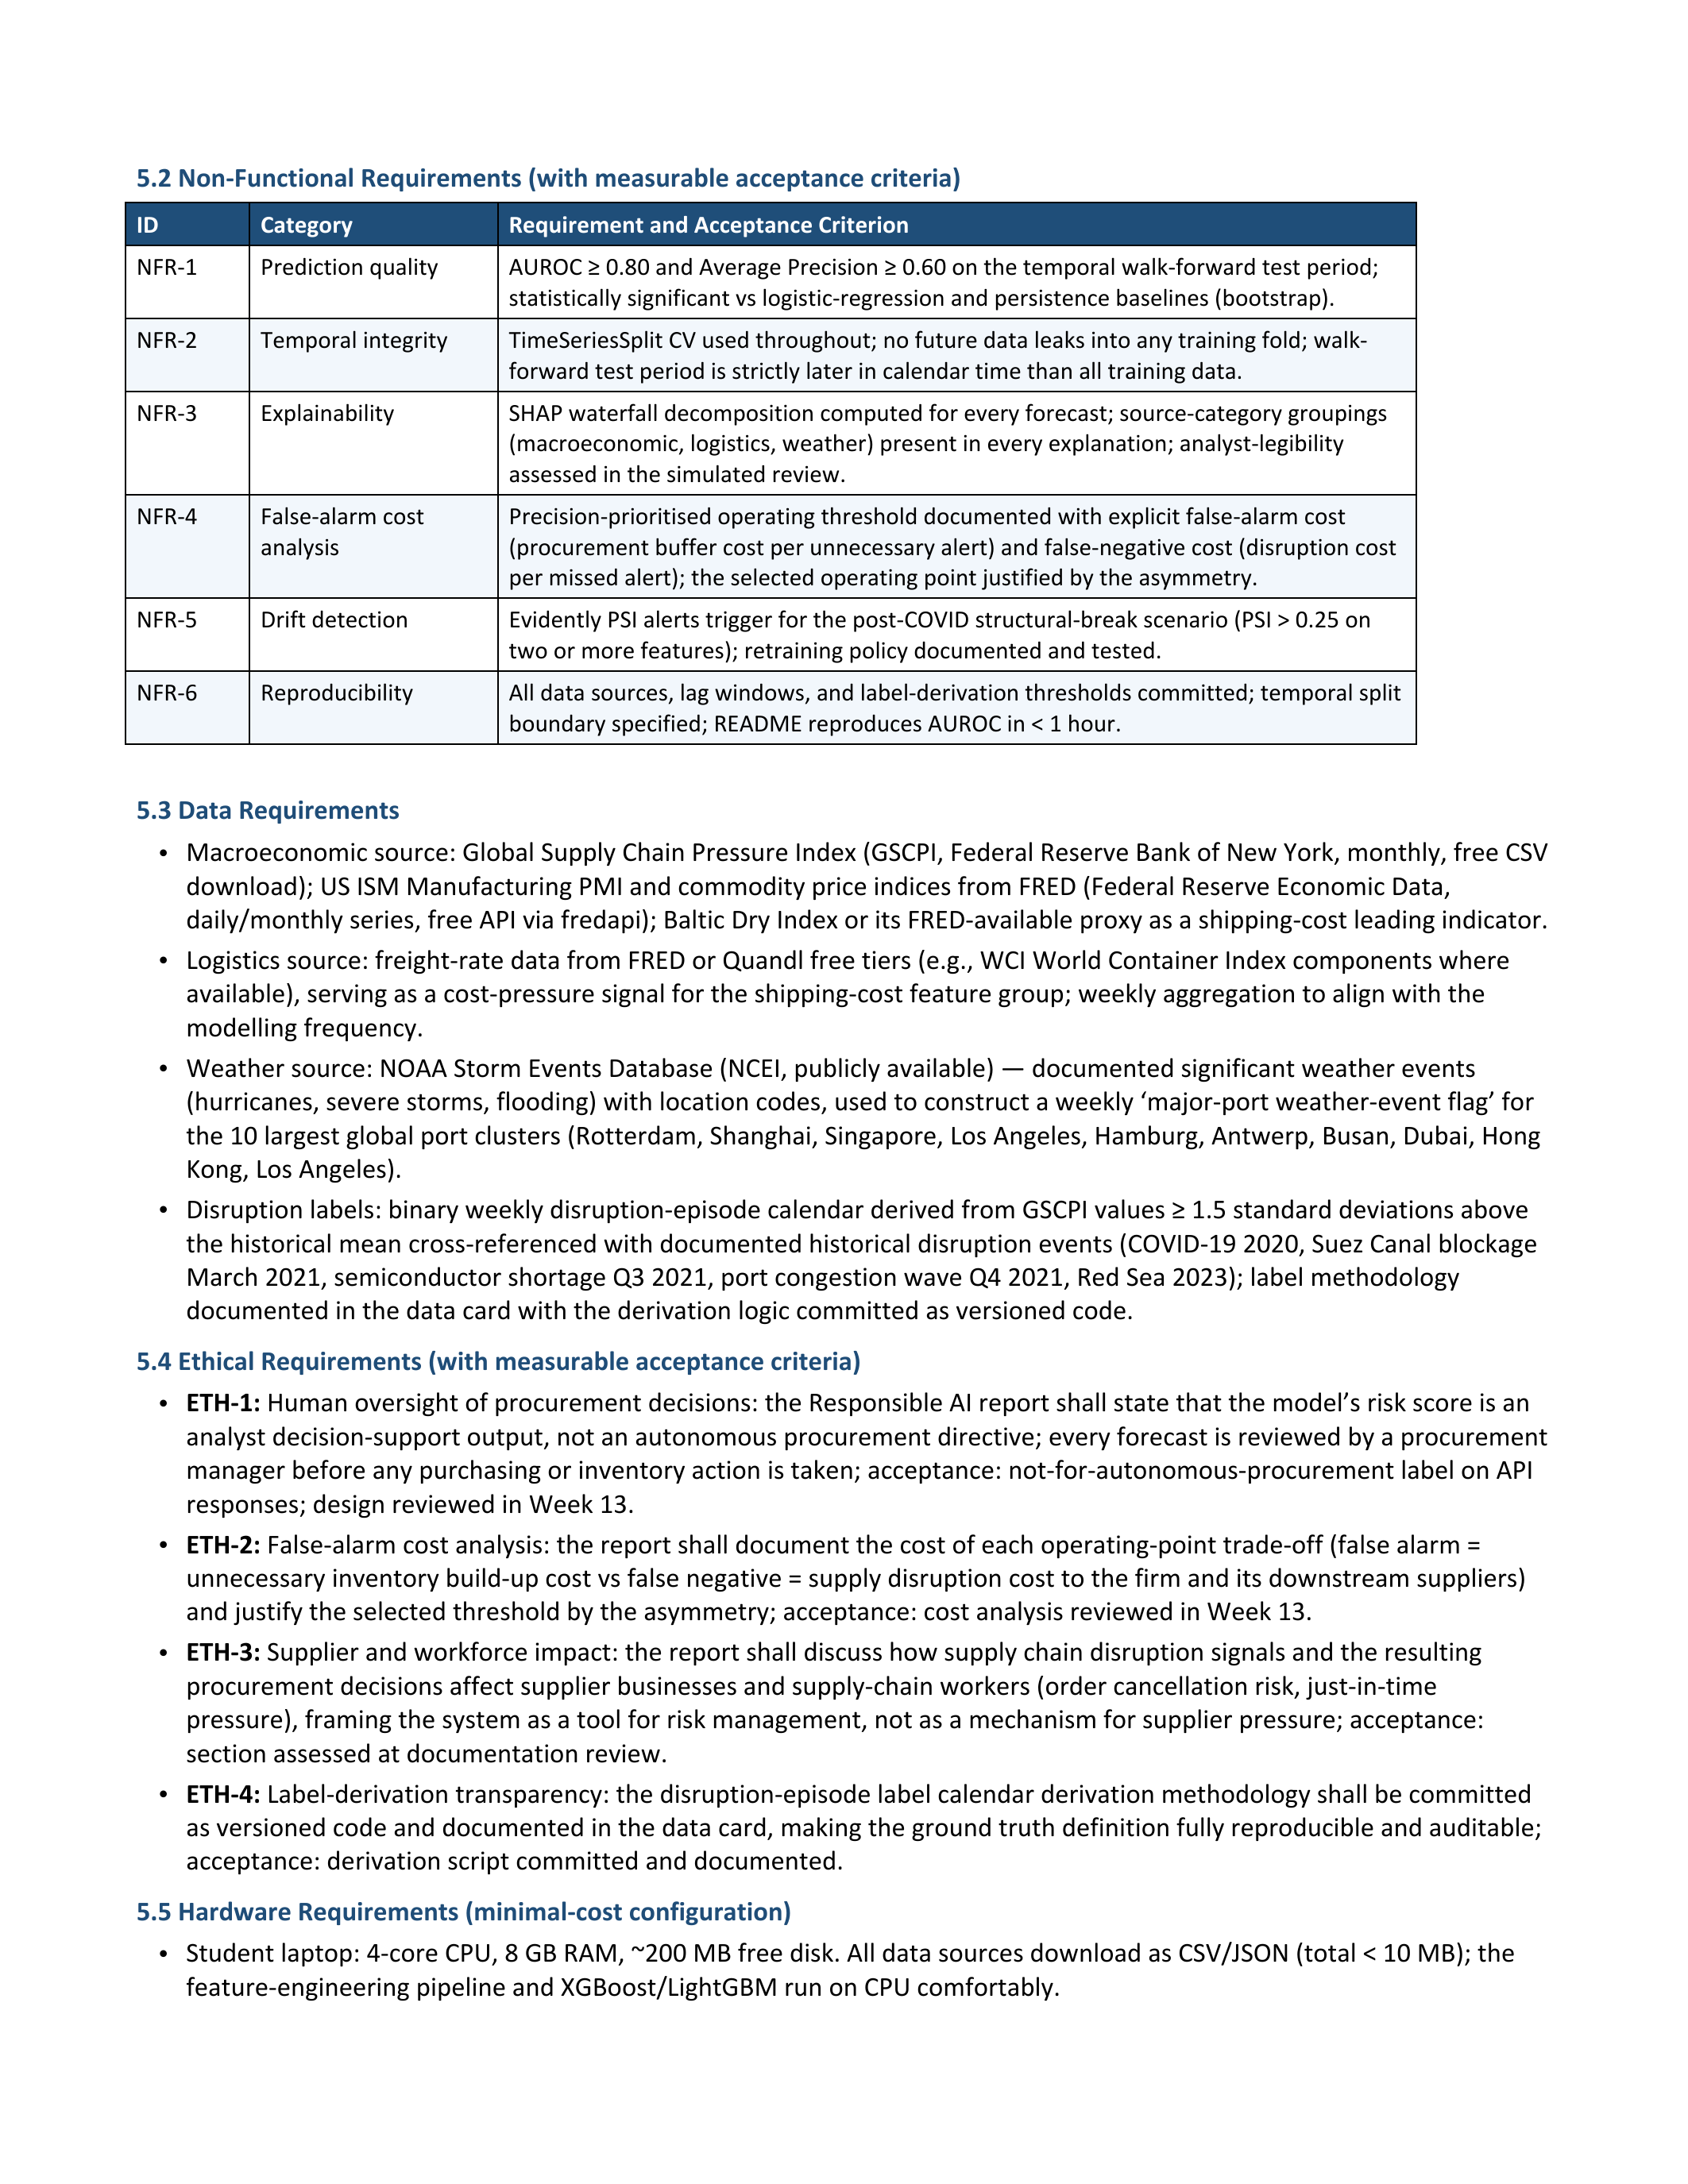 5.2 Non-Functional Requirements (with measurable acceptance criteria)
ID Category Requirement and Acceptance Criterion
NFR-1 Prediction quality AUROC ≥ 0.80 and Average Precision ≥ 0.60 on the temporal walk-forward test period;
statistically significant vs logistic-regression and persistence baselines (bootstrap).
NFR-2 Temporal integrity TimeSeriesSplit CV used throughout; no future data leaks into any training fold; walk-
forward test period is strictly later in calendar time than all training data.
NFR-3 Explainability SHAP waterfall decomposition computed for every forecast; source-category groupings
(macroeconomic, logistics, weather) present in every explanation; analyst-legibility
assessed in the simulated review.
NFR-4 False-alarm cost Precision-prioritised operating threshold documented with explicit false-alarm cost
analysis (procurement buffer cost per unnecessary alert) and false-negative cost (disruption cost
per missed alert); the selected operating point justified by the asymmetry.
NFR-5 Drift detection Evidently PSI alerts trigger for the post-COVID structural-break scenario (PSI > 0.25 on
two or more features); retraining policy documented and tested.
NFR-6 Reproducibility All data sources, lag windows, and label-derivation thresholds committed; temporal split
boundary specified; README reproduces AUROC in < 1 hour.
5.3 Data Requirements
• Macroeconomic source: Global Supply Chain Pressure Index (GSCPI, Federal Reserve Bank of New York, monthly, free CSV
download); US ISM Manufacturing PMI and commodity price indices from FRED (Federal Reserve Economic Data,
daily/monthly series, free API via fredapi); Baltic Dry Index or its FRED-available proxy as a shipping-cost leading indicator.
• Logistics source: freight-rate data from FRED or Quandl free tiers (e.g., WCI World Container Index components where
available), serving as a cost-pressure signal for the shipping-cost feature group; weekly aggregation to align with the
modelling frequency.
• Weather source: NOAA Storm Events Database (NCEI, publicly available) — documented significant weather events
(hurricanes, severe storms, flooding) with location codes, used to construct a weekly ‘major-port weather-event flag’ for
the 10 largest global port clusters (Rotterdam, Shanghai, Singapore, Los Angeles, Hamburg, Antwerp, Busan, Dubai, Hong
Kong, Los Angeles).
• Disruption labels: binary weekly disruption-episode calendar derived from GSCPI values ≥ 1.5 standard deviations above
the historical mean cross-referenced with documented historical disruption events (COVID-19 2020, Suez Canal blockage
March 2021, semiconductor shortage Q3 2021, port congestion wave Q4 2021, Red Sea 2023); label methodology
documented in the data card with the derivation logic committed as versioned code.
5.4 Ethical Requirements (with measurable acceptance criteria)
• ETH-1: Human oversight of procurement decisions: the Responsible AI report shall state that the model’s risk score is an
analyst decision-support output, not an autonomous procurement directive; every forecast is reviewed by a procurement
manager before any purchasing or inventory action is taken; acceptance: not-for-autonomous-procurement label on API
responses; design reviewed in Week 13.
• ETH-2: False-alarm cost analysis: the report shall document the cost of each operating-point trade-off (false alarm =
unnecessary inventory build-up cost vs false negative = supply disruption cost to the firm and its downstream suppliers)
and justify the selected threshold by the asymmetry; acceptance: cost analysis reviewed in Week 13.
• ETH-3: Supplier and workforce impact: the report shall discuss how supply chain disruption signals and the resulting
procurement decisions affect supplier businesses and supply-chain workers (order cancellation risk, just-in-time
pressure), framing the system as a tool for risk management, not as a mechanism for supplier pressure; acceptance:
section assessed at documentation review.
• ETH-4: Label-derivation transparency: the disruption-episode label calendar derivation methodology shall be committed
as versioned code and documented in the data card, making the ground truth definition fully reproducible and auditable;
acceptance: derivation script committed and documented.
5.5 Hardware Requirements (minimal-cost configuration)
• Student laptop: 4-core CPU, 8 GB RAM, ~200 MB free disk. All data sources download as CSV/JSON (total < 10 MB); the
feature-engineering pipeline and XGBoost/LightGBM run on CPU comfortably.